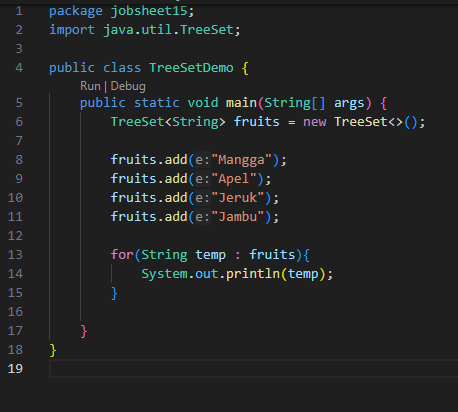 1 package jobsheet15;
2 import java.util.TreeSet;
3
4 public class TreeSetDemo {
Run | Debug
5 public static void main(String[] args) {
6 TreeSet<String> fruits = new TreeSet<>();
7
8 fruits.add(e:"Mangga");
9 fruits.add(e:"Apel");
10 fruits.add(e:"Jeruk");
11 fruits.add(e:"Jambu");
12
13 for(String temp : fruits){
14 System.out.println(temp);
15 }
16
17 }
18 }
19